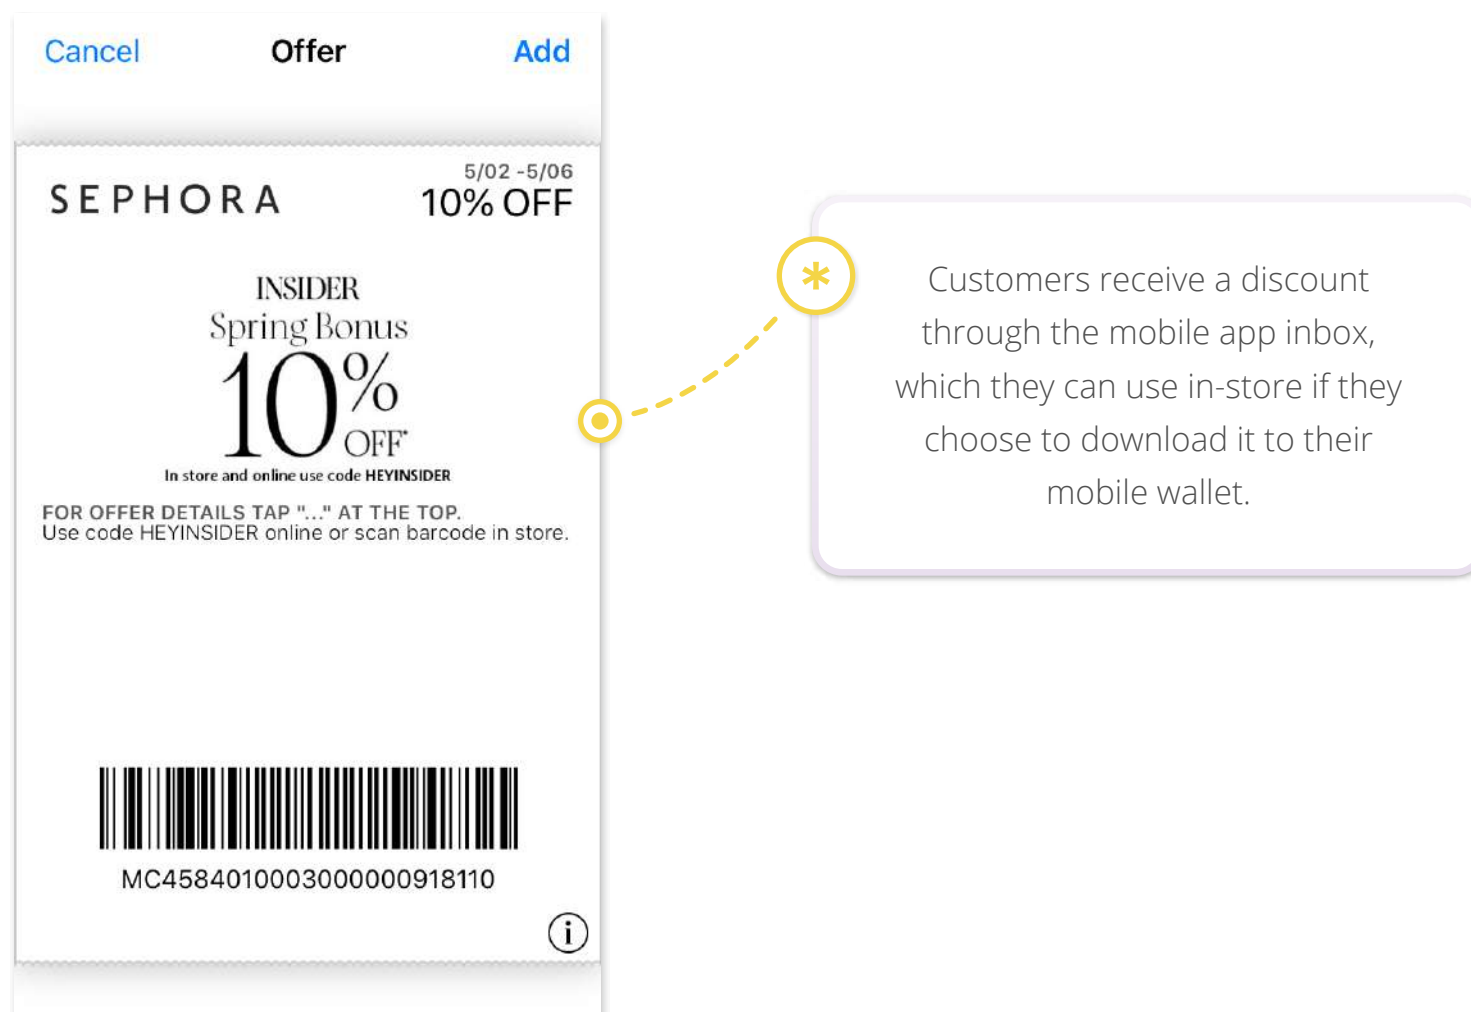 Cancel Offer Add
5/02 -5/06
SEPHORA 10% OFF
INSIDER
Spring Bonus
10%
OFF*
In store and online use code HEYINSIDER
FOR OFFER DETAILS TAP "..." AT THE TOP.
Use code HEYINSIDER online or scan barcode in store.
MC4584010003000000918110
i
*
Customers receive a discount
through the mobile app inbox,
which they can use in-store if they
choose to download it to their
mobile wallet.